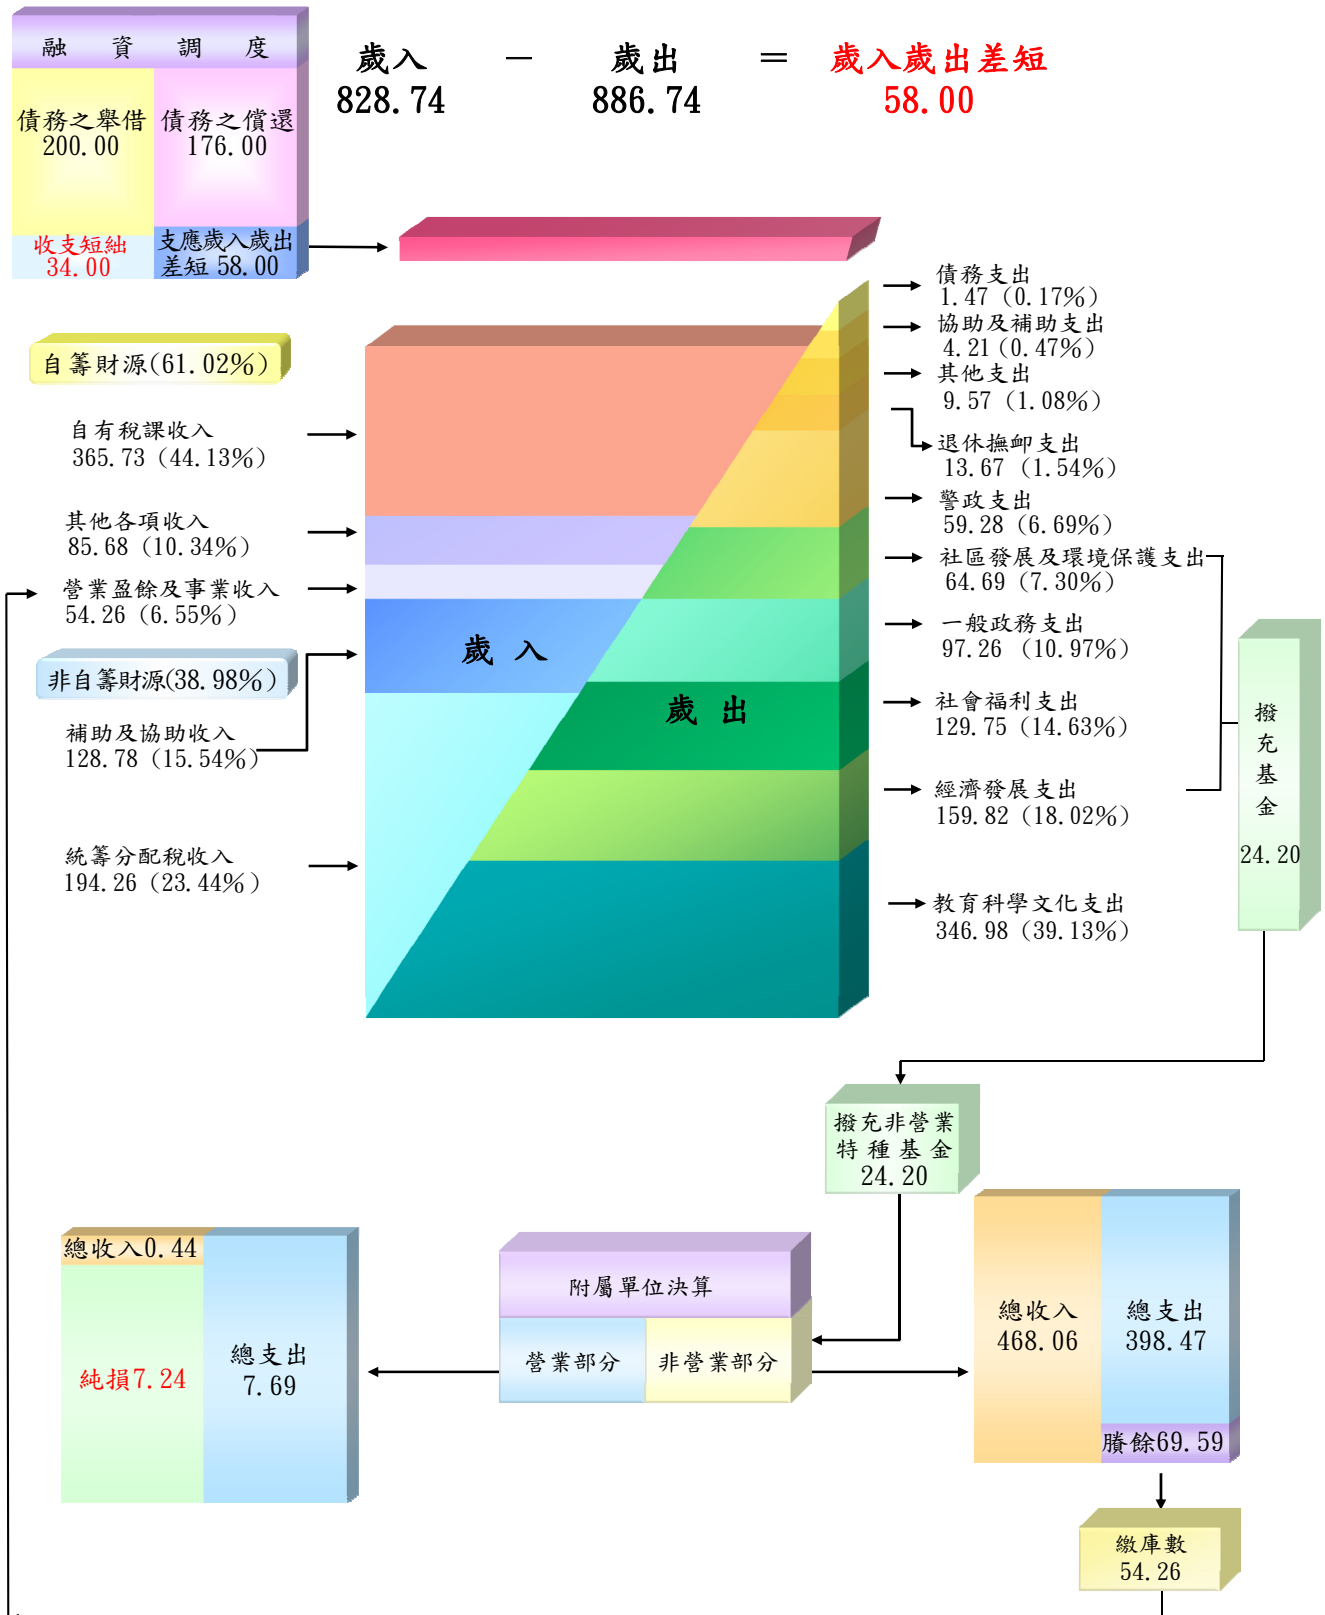 融資調度
債務之舉借
200.00
債務之償還
176.00
收支短絀
34.00
支應歲入歲出
差短 58.00
歲入 － 歲出 ＝ 歲入歲出差短
828.74 886.74 58.00
自籌財源(61.02%)
自有稅課收入
365.73 (44.13%)
其他各項收入
85.68 (10.34%)
營業盈餘及事業收入
54.26 (6.55%)
非自籌財源(38.98%)
補助及協助收入
128.78 (15.54%)
統籌分配稅收入
194.26 (23.44%)
歲入
歲出
債務支出
1.47 (0.17%)
協助及補助支出
4.21 (0.47%)
其他支出
9.57 (1.08%)
退休撫卹支出
13.67 (1.54%)
警政支出
59.28 (6.69%)
社區發展及環境保護支出
64.69 (7.30%)
一般政務支出
97.26 (10.97%)
社會福利支出
129.75 (14.63%)
經濟發展支出
159.82 (18.02%)
教育科學文化支出
346.98 (39.13%)
撥
充
基
金
24.20
撥充非營業
特種基金
24.20
總收入0.44
純損7.24
總支出
7.69
附屬單位決算
營業部分
非營業部分
總收入
468.06
總支出
398.47
賸餘69.59
繳庫數
54.26